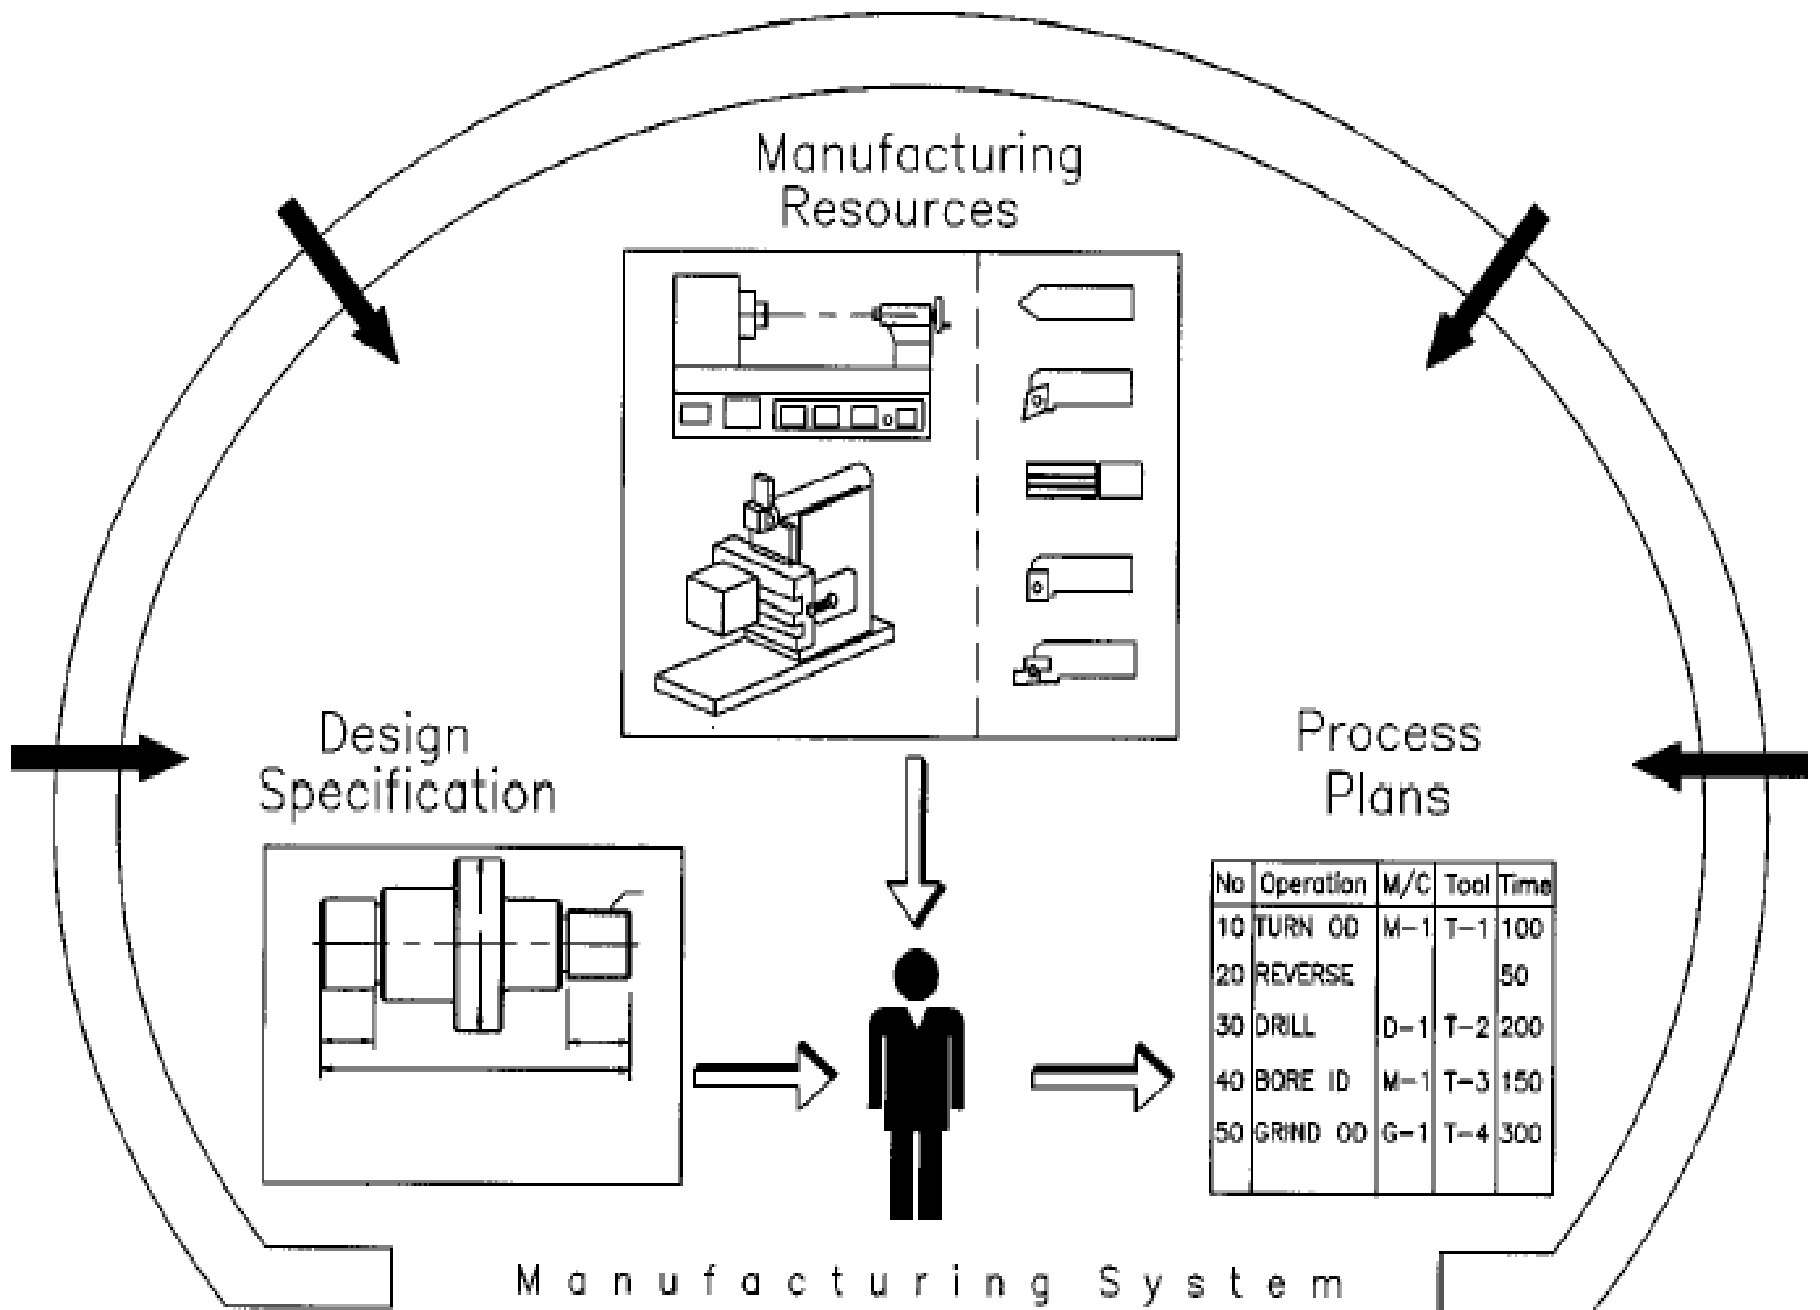 Manufacturing
Resources
Design
Specification
Process
Plans
No Operation M/C Tool Time
10 TURN OD M-1 T-1 100
20 REVERSE 50
30 DRILL D-1 T-2 200
40 BORE ID M-1 T-3 150
50 GRIND OD G-1 T-4 300
Manufacturing System